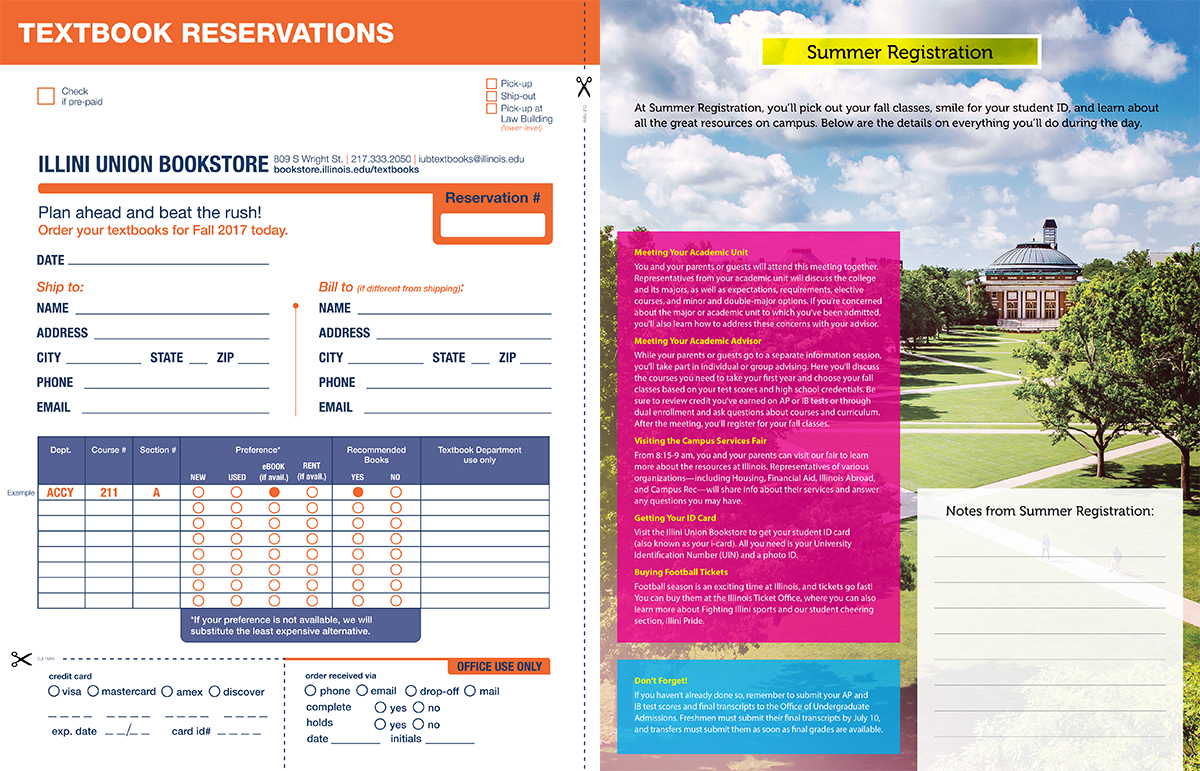 TEXTBOOK RESERVATIONS
Check
if pre-paid
Pick-up
Ship-out
Pick-up at
Law Building
(lower level)
cut here
ILLINI UNION BOOKSTORE
809 S Wright St. | 217.333.2050 | iubtextbooks@illinois.edu
bookstore.illinois.edu/textbooks
Reservation #
Plan ahead and beat the rush!
Order your textbooks for Fall 2017 today.
DATE
Ship to:
NAME
ADDRESS
CITY STATE ZIP
PHONE
EMAIL
Bill to (if different from shipping):
NAME
ADDRESS
CITY STATE ZIP
PHONE
EMAIL
Dept. Course # Section # Preference* Recommended Books Textbook Department use only
NEW USED eBOOK (if avail.) RENT (if avail.) YES NO
Example ACCY 211 A
*If your preference is not available, we will
substitute the least expensive alternative.
cut here
credit card
visa mastercard amex discover
exp. date __/__ card id#
OFFICE USE ONLY
order received via
phone email drop-off mail
complete yes no
holds yes no
date initials
Summer Registration
At Summer Registration, you'll pick out your fall classes, smile for your student ID, and learn about
all the great resources on campus. Below are the details on everything you'll do during the day.
Meeting Your Academic Unit
You and your parents or guests will attend this meeting together.
Representatives from your academic unit will discuss the college
and its majors, as well as expectations, requirements, elective
courses, and minor and double-major options. If you're concerned
about the major or academic unit to which you've been admitted,
you'll also learn how to address these concerns with your advisor.
Meeting Your Academic Advisor
While your parents or guests go to a separate information session,
you'll take part in individual or group advising. Here you'll discuss
the courses you need to take your first year and choose your fall
classes based on your test scores and high school credentials. Be
sure to review credit you've earned on AP or IB tests or through
dual enrollment and ask questions about courses and curriculum.
After the meeting, you'll register for your fall classes.
Visiting the Campus Services Fair
From 8:15-9 am, you and your parents can visit our fair to learn
more about the resources at Illinois. Representatives of various
organizations—including Housing, Financial Aid, Illinois Abroad,
and Campus Rec—will share info about their services and answer
any questions you may have.
Getting Your ID Card
Visit the Illini Union Bookstore to get your student ID card
(also known as your i-card). All you need is your University
Identification Number (UIN) and a photo ID.
Buying Football Tickets
Football season is an exciting time at Illinois, and tickets go fast!
You can buy them at the Illinois Ticket Office, where you can also
learn more about Fighting Illini sports and our student cheering
section, Illini Pride.
Don't Forget!
If you haven't already done so, remember to submit your AP and
IB test scores and final transcripts to the Office of Undergraduate
Admissions. Freshmen must submit their final transcripts by July 10,
and transfers must submit them as soon as final grades are available.
Notes from Summer Registration: